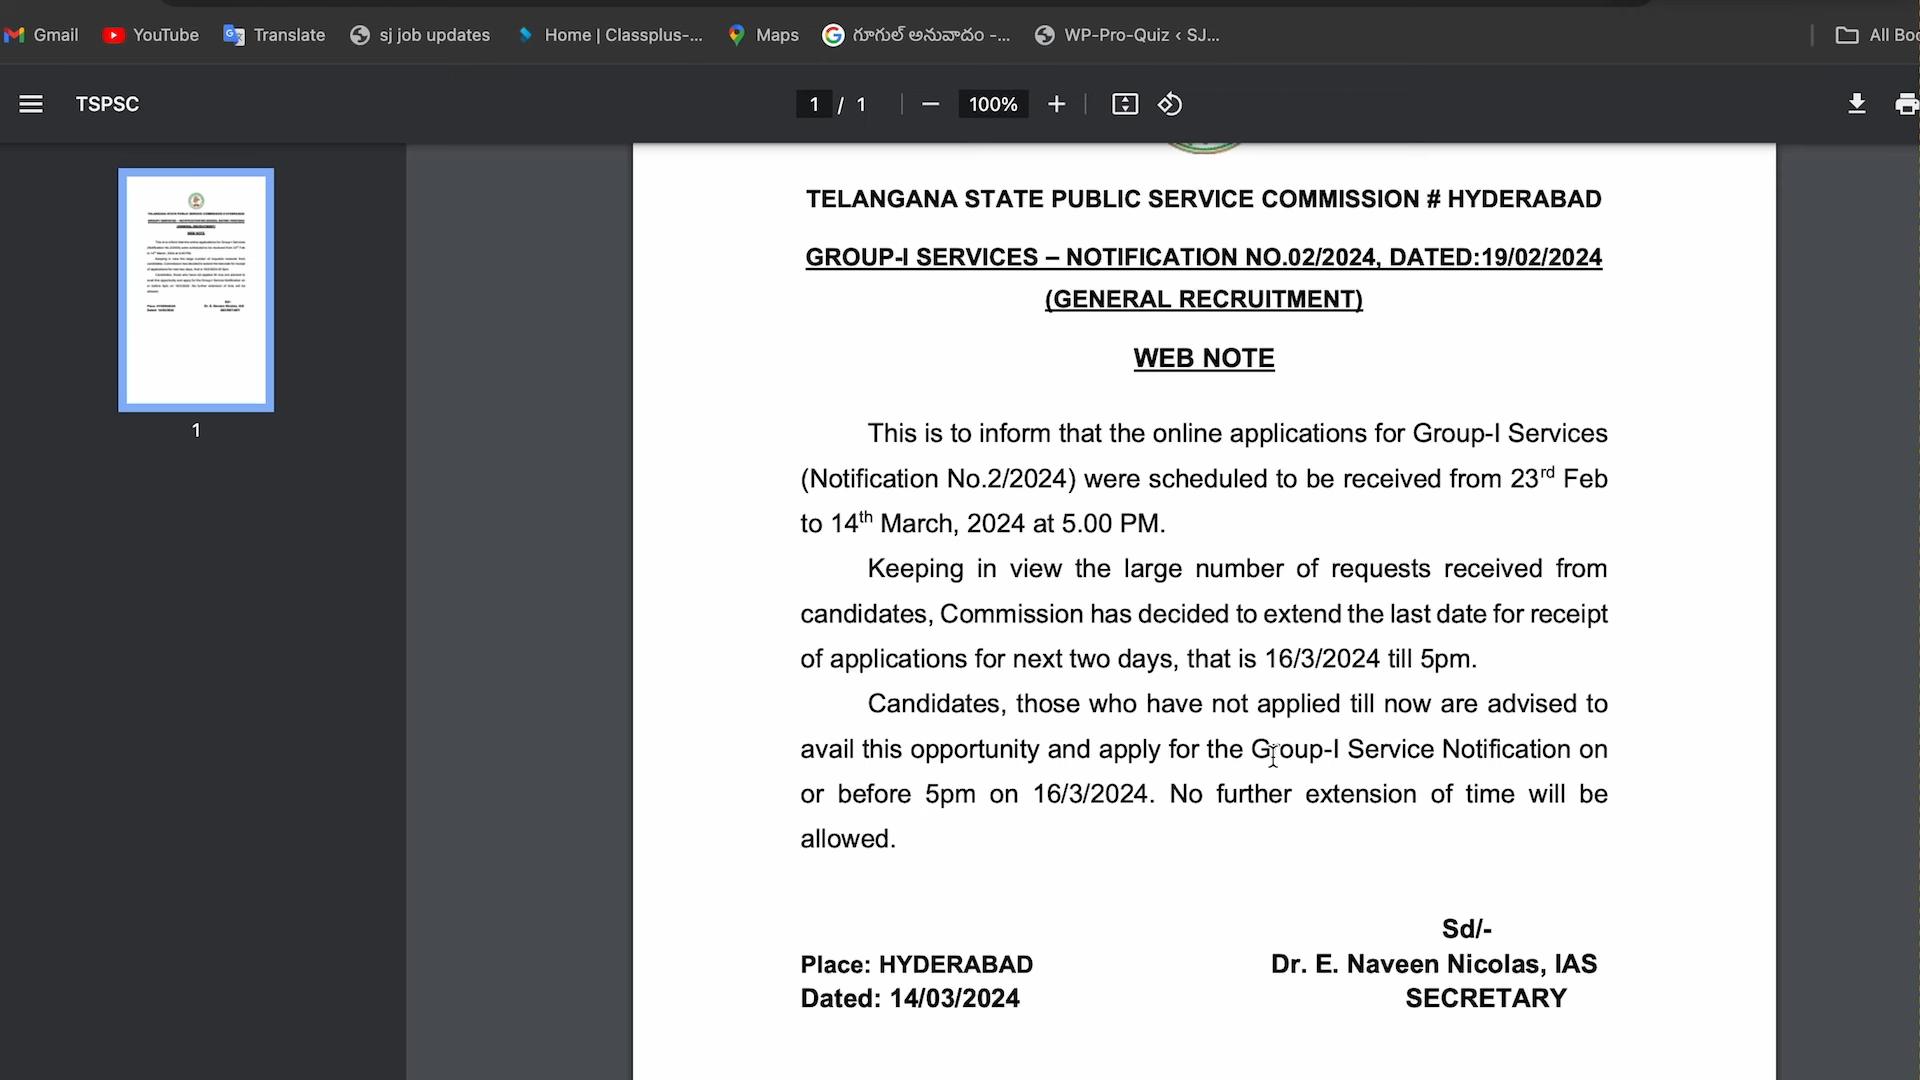 Gmail YouTube Translate sj job updates Home | Classplus-... Maps గూగుల్ అనువాదం -... WP-Pro-Quiz ‹ SJ... All Boo
TSPSC 1 / 1 100%
TELANGANA STATE PUBLIC SERVICE COMMISSION # HYDERABAD
GROUP-I SERVICES – NOTIFICATION NO.02/2024, DATED:19/02/2024
(GENERAL RECRUITMENT)
WEB NOTE
This is to inform that the online applications for Group-I Services
(Notification No.2/2024) were scheduled to be received from 23rd Feb
to 14th March, 2024 at 5.00 PM.
Keeping in view the large number of requests received from
candidates, Commission has decided to extend the last date for receipt
of applications for next two days, that is 16/3/2024 till 5pm.
Candidates, those who have not applied till now are advised to
avail this opportunity and apply for the Group-I Service Notification on
or before 5pm on 16/3/2024. No further extension of time will be
allowed.
Sd/-
Place: HYDERABAD Dr. E. Naveen Nicolas, IAS
Dated: 14/03/2024 SECRETARY
1